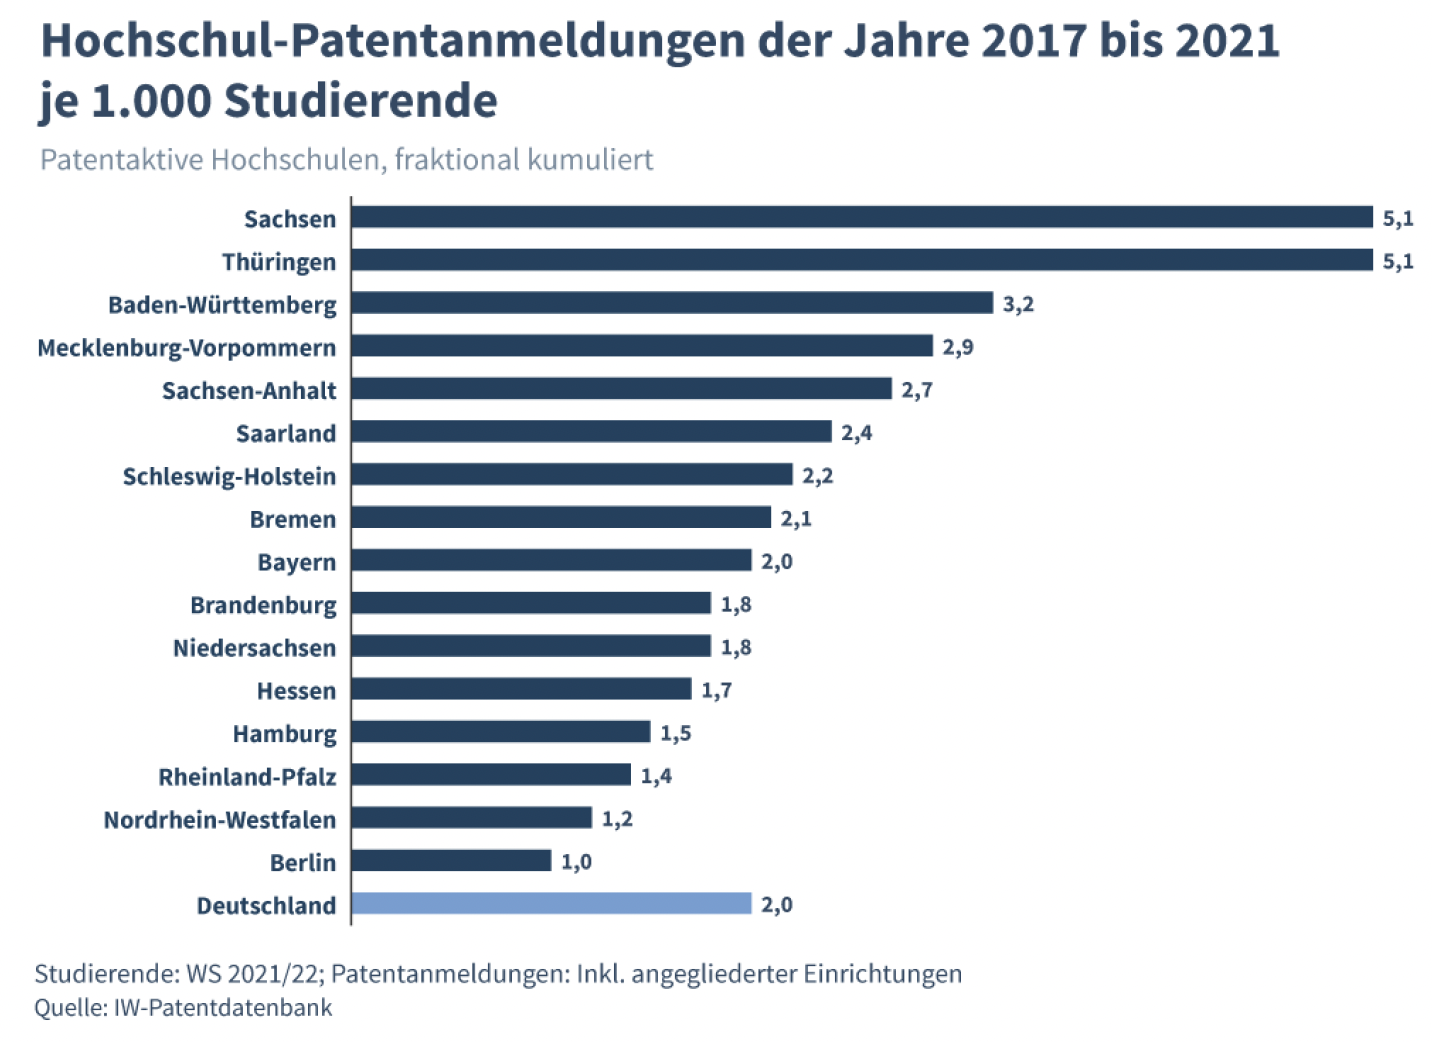 Hochschul-Patentanmeldungen der Jahre 2017 bis 2021
je 1.000 Studierende
Patentaktive Hochschulen, fraktional kumuliert
Sachsen 5,1
Thüringen 5,1
Baden-Württemberg 3,2
Mecklenburg-Vorpommern 2,9
Sachsen-Anhalt 2,7
Saarland 2,4
Schleswig-Holstein 2,2
Bremen 2,1
Bayern 2,0
Brandenburg 1,8
Niedersachsen 1,8
Hessen 1,7
Hamburg 1,5
Rheinland-Pfalz 1,4
Nordrhein-Westfalen 1,2
Berlin 1,0
Deutschland 2,0
Studierende: WS 2021/22; Patentanmeldungen: Inkl. angegliederter Einrichtungen
Quelle: IW-Patentdatenbank